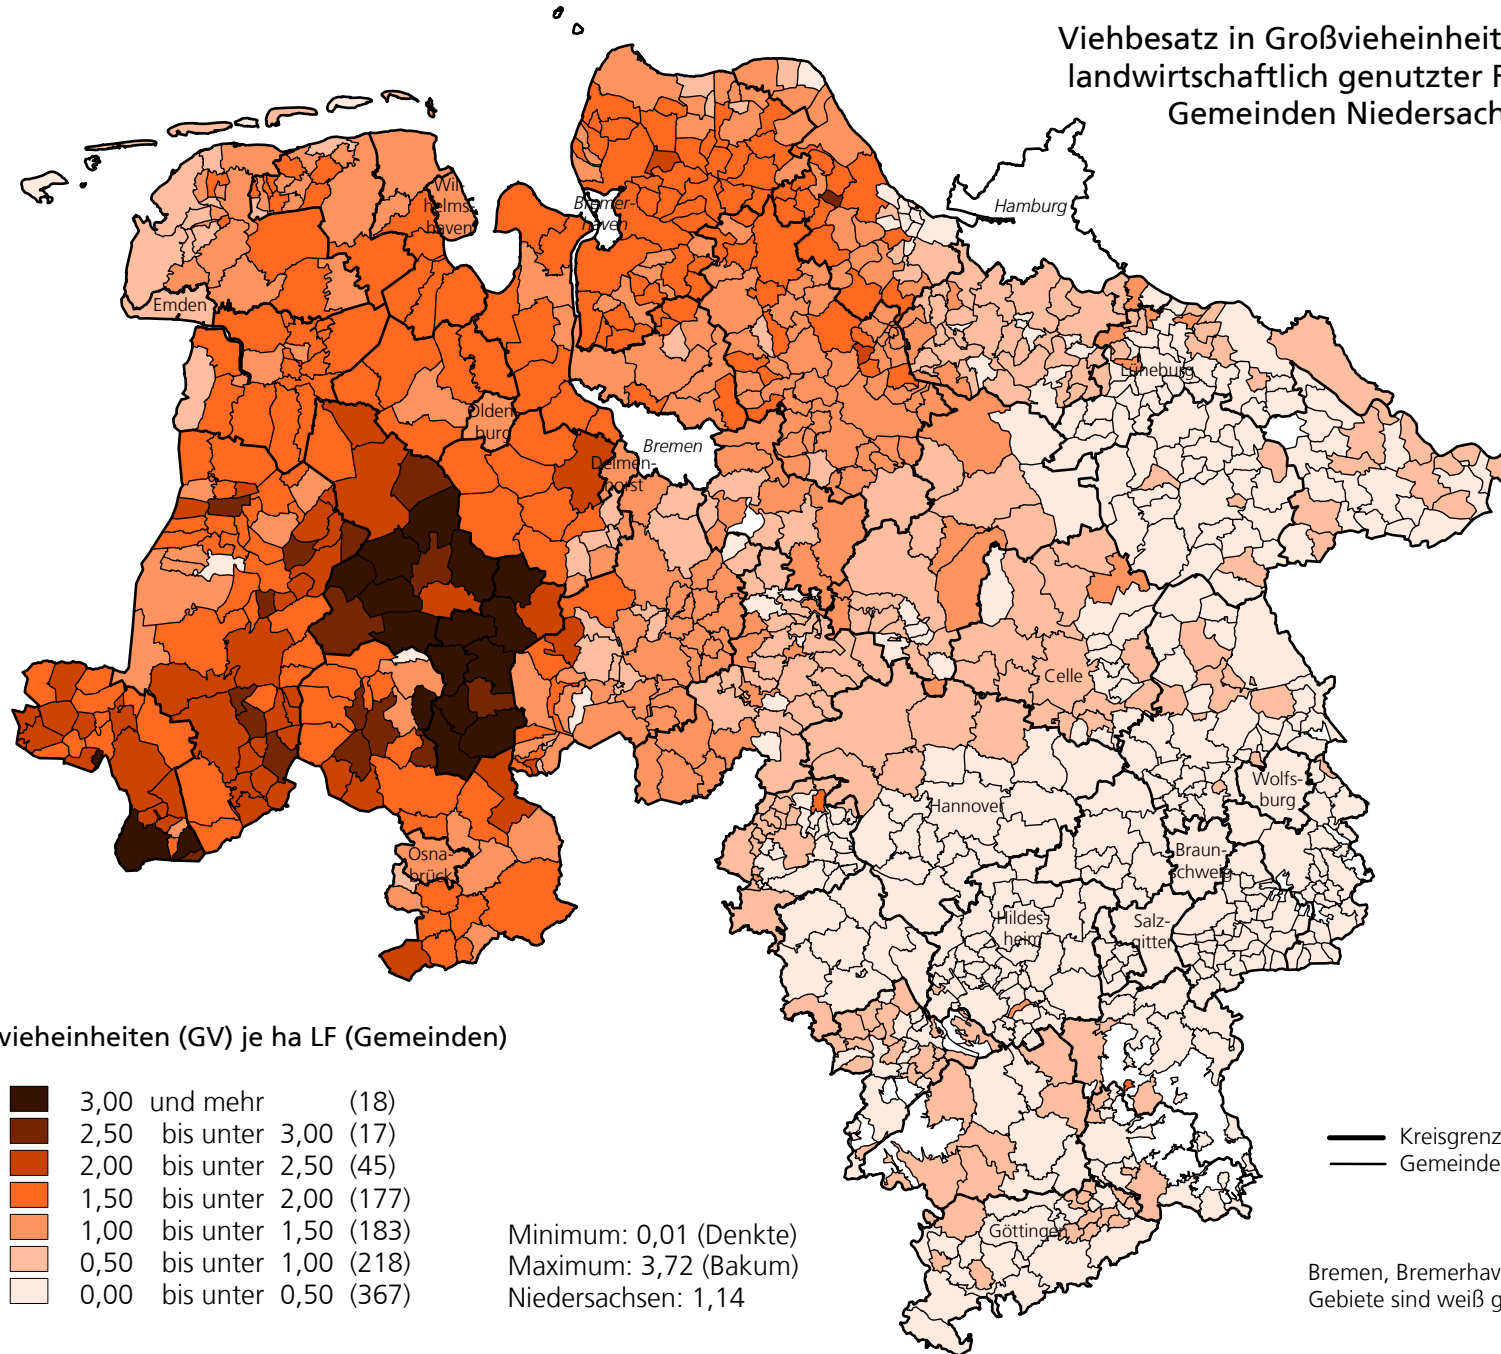 Viehbesatz in Großvieheinheit
landwirtschaftlich genutzter F
Gemeinden Niedersach
Wil-
helms-
haven
Bremer-
haven
Hamburg
Emden
Lüneburg
Olden-
burg
Bremen
Delmen-
horst
Celle
Wolfs-
burg
Hannover
Braun-
schweig
Osna-
brück
Hildes-
heim
Salz-
gitter
Göttingen
vieheinheiten (GV) je ha LF (Gemeinden)
3,00 und mehr (18)
2,50 bis unter 3,00 (17)
2,00 bis unter 2,50 (45)
1,50 bis unter 2,00 (177)
1,00 bis unter 1,50 (183)
0,50 bis unter 1,00 (218)
0,00 bis unter 0,50 (367)
Minimum: 0,01 (Denkte)
Maximum: 3,72 (Bakum)
Niedersachsen: 1,14
Kreisgrenz
Gemeinde
Bremen, Bremerhav
Gebiete sind weiß g